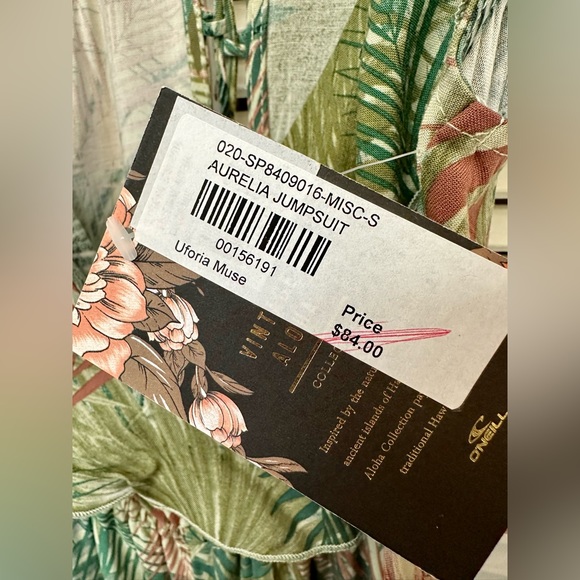 020-SP8409016-MISC-S
AURELIA JUMPSUIT
00156191
Uforia Muse
Price
$84.00
VINT
ALO
COLLEC
Inspired by the natu
ancient islands of Ha
Aloha Collection pa
traditional Haw
O'NEILL